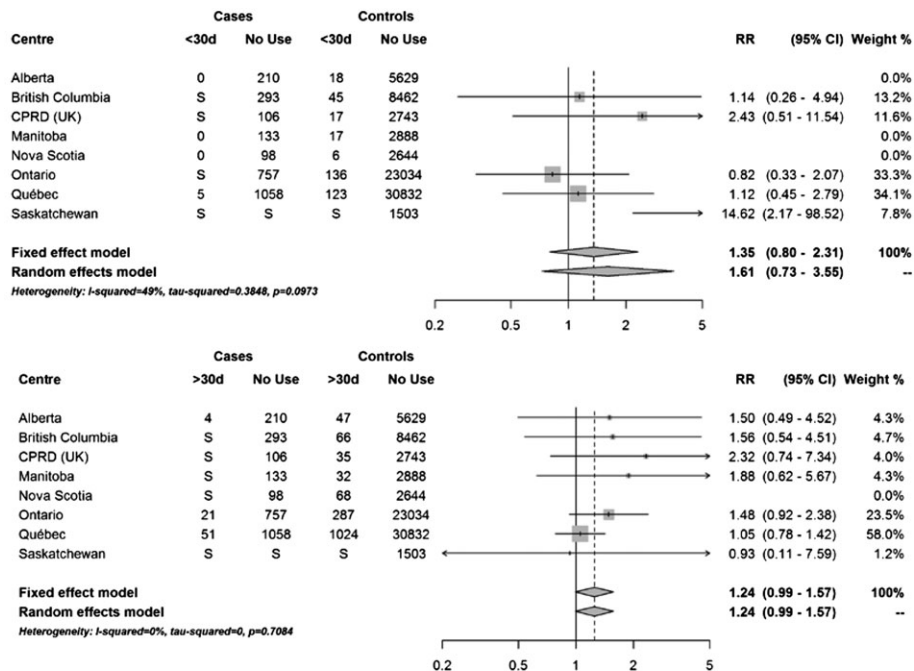 Cases Controls
Centre <30d No Use <30d No Use RR (95% CI) Weight %
Alberta 0 210 18 5629 0.0%
British Columbia S 293 45 8462 1.14 (0.26 - 4.94) 13.2%
CPRD (UK) S 106 17 2743 2.43 (0.51 - 11.54) 11.6%
Manitoba 0 133 17 2888 0.0%
Nova Scotia 0 98 6 2644 0.0%
Ontario S 757 136 23034 0.82 (0.33 - 2.07) 33.3%
Québec 5 1058 123 30832 1.12 (0.45 - 2.79) 34.1%
Saskatchewan S S S 1503 14.62 (2.17 - 98.52) 7.8%
Fixed effect model 1.35 (0.80 - 2.31) 100%
Random effects model 1.61 (0.73 - 3.55) --
Heterogeneity: I-squared=49%, tau-squared=0.3848, p=0.0973
0.2 0.5 1 2 5
Cases Controls
Centre >30d No Use >30d No Use RR (95% CI) Weight %
Alberta 4 210 47 5629 1.50 (0.49 - 4.52) 4.3%
British Columbia S 293 66 8462 1.56 (0.54 - 4.51) 4.7%
CPRD (UK) S 106 35 2743 2.32 (0.74 - 7.34) 4.0%
Manitoba S 133 32 2888 1.88 (0.62 - 5.67) 4.3%
Nova Scotia S 98 68 2644 0.0%
Ontario 21 757 287 23034 1.48 (0.92 - 2.38) 23.5%
Québec 51 1058 1024 30832 1.05 (0.78 - 1.42) 58.0%
Saskatchewan S S S 1503 0.93 (0.11 - 7.59) 1.2%
Fixed effect model 1.24 (0.99 - 1.57) 100%
Random effects model 1.24 (0.99 - 1.57) --
Heterogeneity: I-squared=0%, tau-squared=0, p=0.7084
0.2 0.5 1 2 5